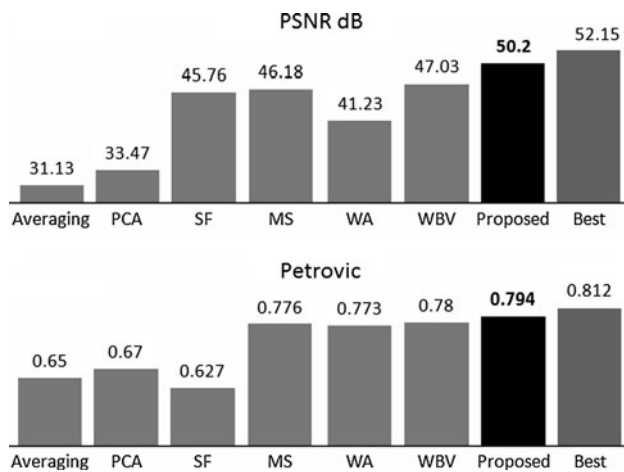 PSNR dB
31.13 33.47 45.76 46.18 41.23 47.03 50.2 52.15
Averaging PCA SF MS WA WBV Proposed Best
Petrovic
0.65 0.67 0.627 0.776 0.773 0.78 0.794 0.812
Averaging PCA SF MS WA WBV Proposed Best